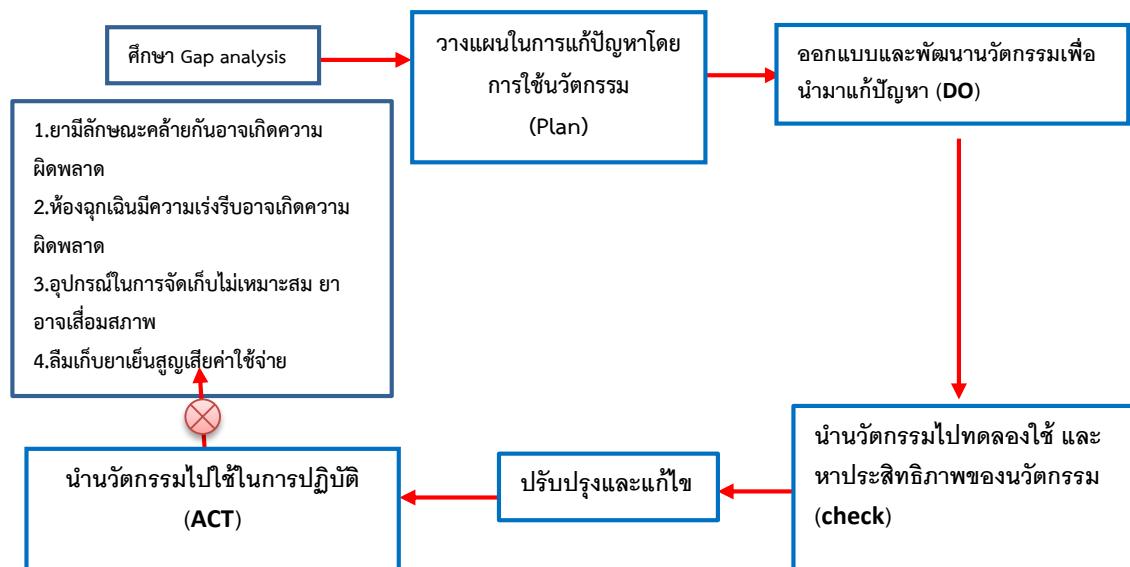 ศึกษา Gap analysis
วางแผนในการแก้ปัญหาโดย
การใช้นวัตกรรม
(Plan)
ออกแบบและพัฒนานวัตกรรมเพื่อ
นำมาแก้ปัญหา (DO)
1.ยามีลักษณะคล้ายกันอาจเกิดความ
ผิดพลาด
2.ห้องฉุกเฉินมีความเร่งรีบอาจเกิดความ
ผิดพลาด
3.อุปกรณ์ในการจัดเก็บไม่เหมาะสม ยา
อาจเสื่อมสภาพ
4.ลืมเก็บยาเย็นสูญเสียค่าใช้จ่าย
นำนวัตกรรมไปทดลองใช้ และ
หาประสิทธิภาพของนวัตกรรม
(check)
ปรับปรุงและแก้ไข
นำนวัตกรรมไปใช้ในการปฏิบัติ
(ACT)